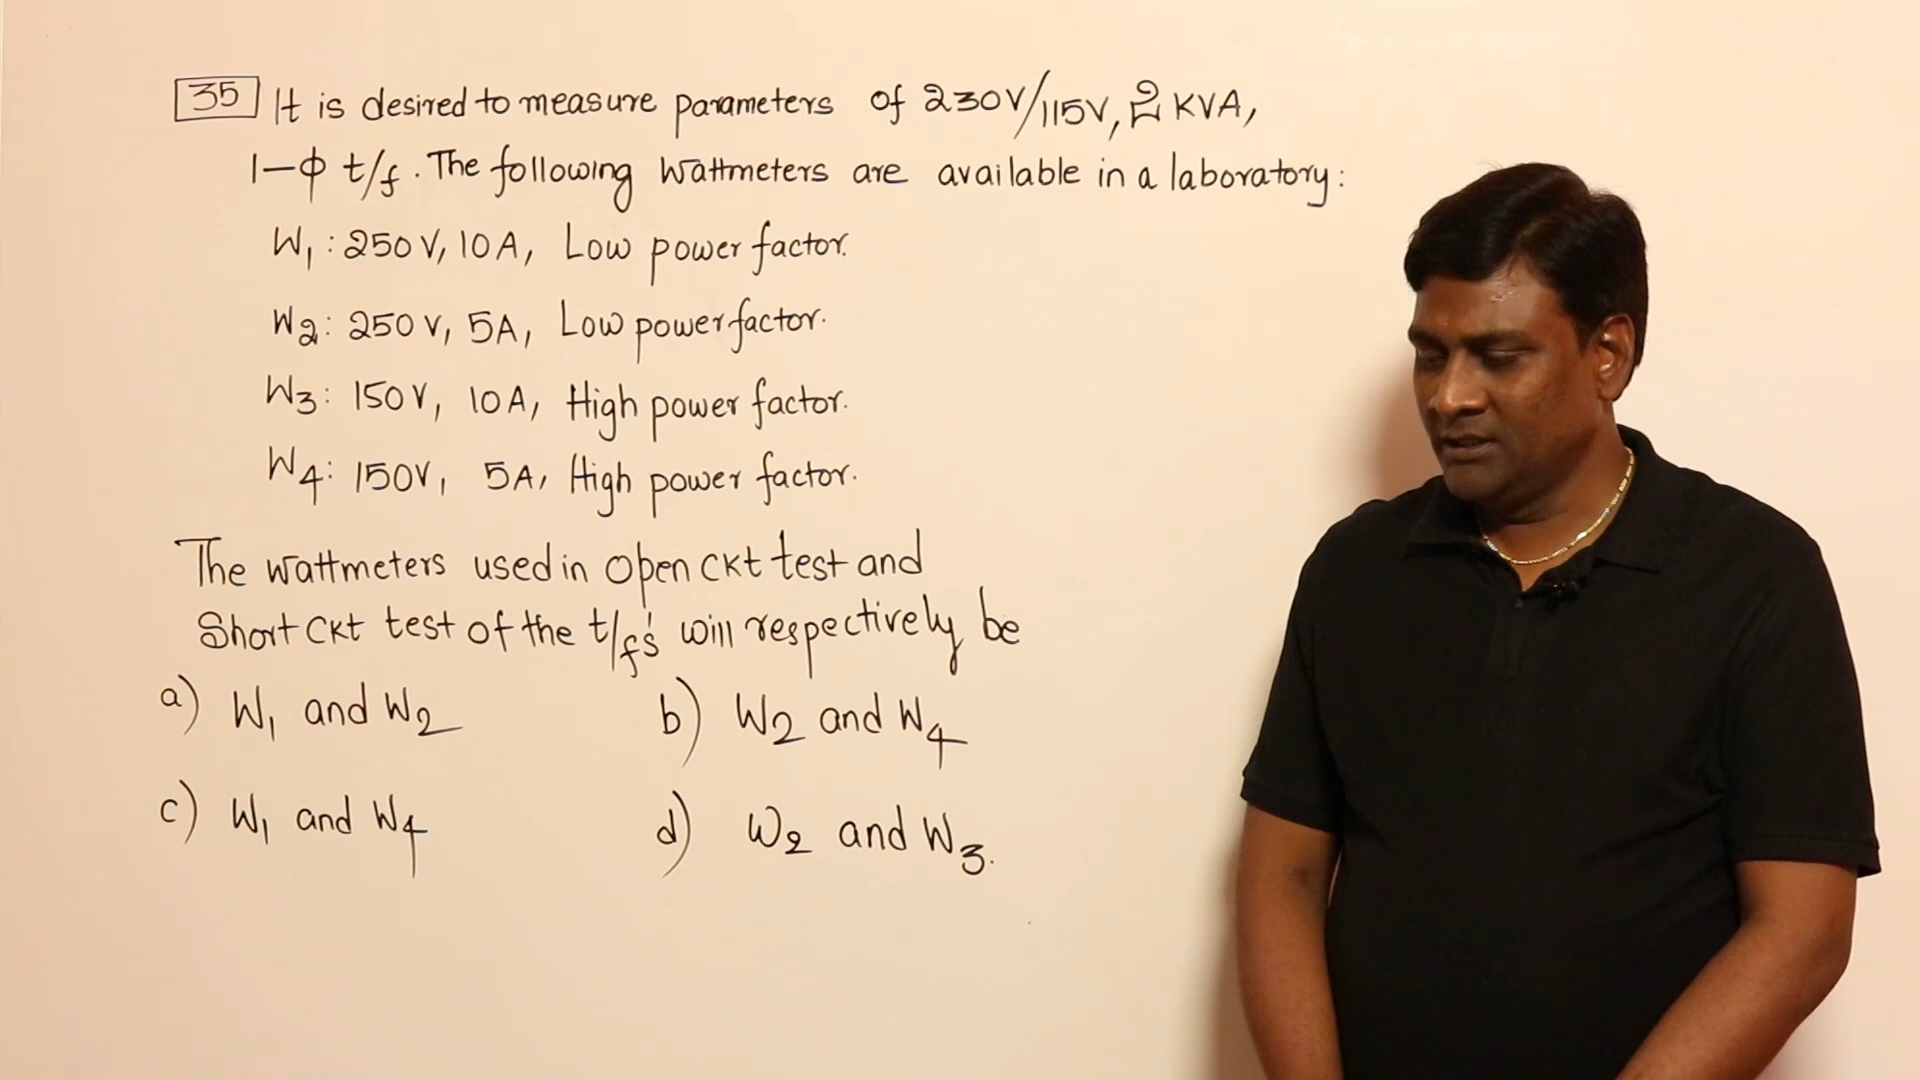 35 It is desired to measure parameters of 230V/115V, 2 KVA,
1-ϕ t/f. The following Wattmeters are available in a laboratory:
W1: 250V, 10A, Low power factor.
W2: 250V, 5A, Low power factor.
W3: 150V, 10A, High power factor.
W4: 150V, 5A, High power factor.
The Wattmeters used in Open CKt test and
Short CKt test of the t/f's will respectively be
a) W1 and W2 b) W2 and W4
c) W1 and W4 d) W2 and W3.